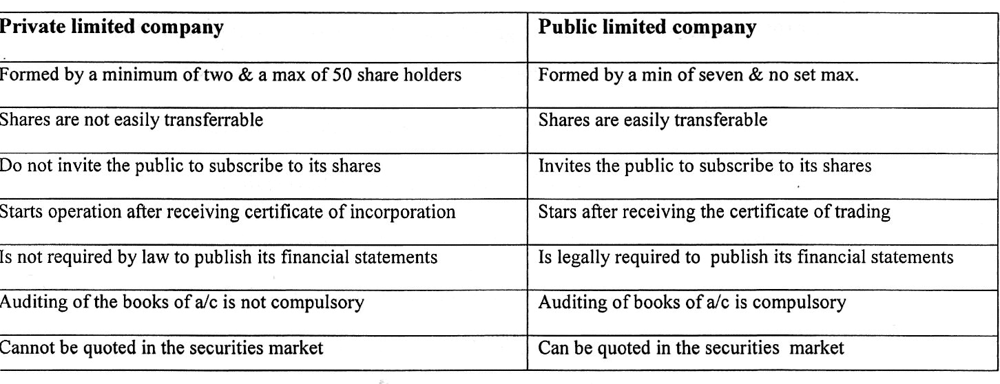 Private limited company Public limited company
Formed by a minimum of two & a max of 50 share holders Formed by a min of seven & no set max.
Shares are not easily transferrable Shares are easily transferable
Do not invite the public to subscribe to its shares Invites the public to subscribe to its shares
Starts operation after receiving certificate of incorporation Stars after receiving the certificate of trading
Is not required by law to publish its financial statements Is legally required to publish its financial statements
Auditing of the books of a/c is not compulsory Auditing of books of a/c is compulsory
Cannot be quoted in the securities market Can be quoted in the securities market